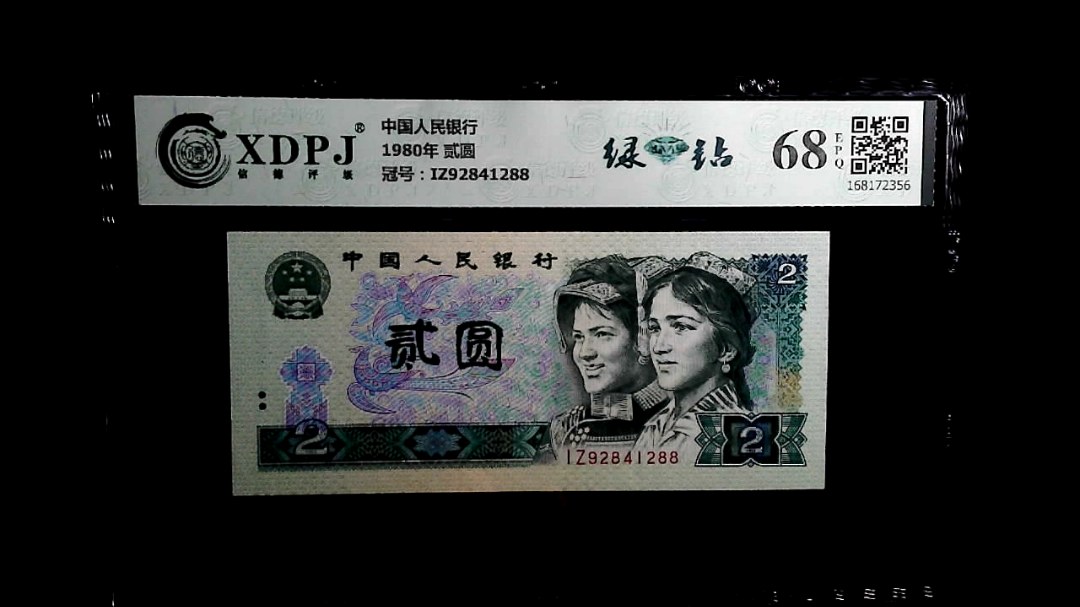 XDPJ®
信德评级
中国人民银行
1980年 贰圆
冠号：IZ92841288
绿钻
68
EPQ
168172356
中国人民银行
2
贰圆
2
IZ92841288
2